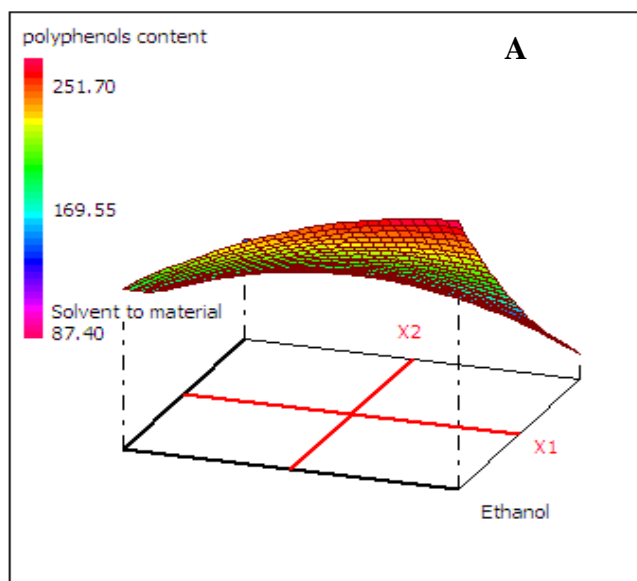 polyphenols content
A
251.70
169.55
Solvent to material
87.40
X2
X1
Ethanol